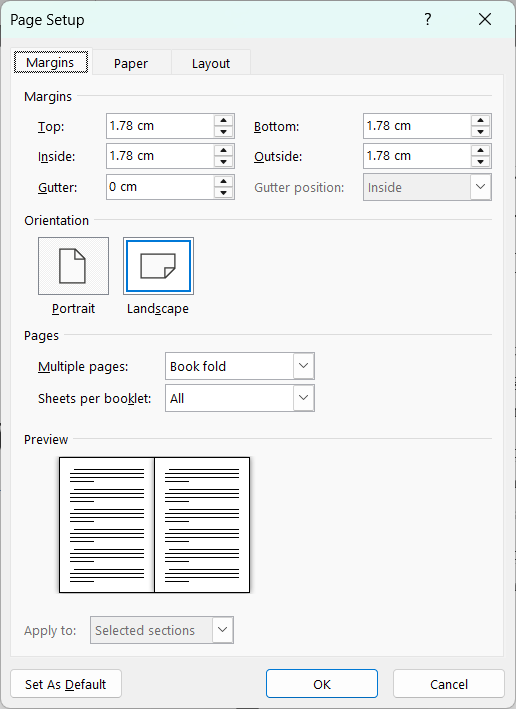 Page Setup ?
Margins Paper Layout
Margins
Top: 1.78 cm Bottom: 1.78 cm
Inside: 1.78 cm Outside: 1.78 cm
Gutter: 0 cm Gutter position: Inside
Orientation
Portrait Landscape
Pages
Multiple pages: Book fold
Sheets per booklet: All
Preview
Apply to: Selected sections
Set As Default OK Cancel